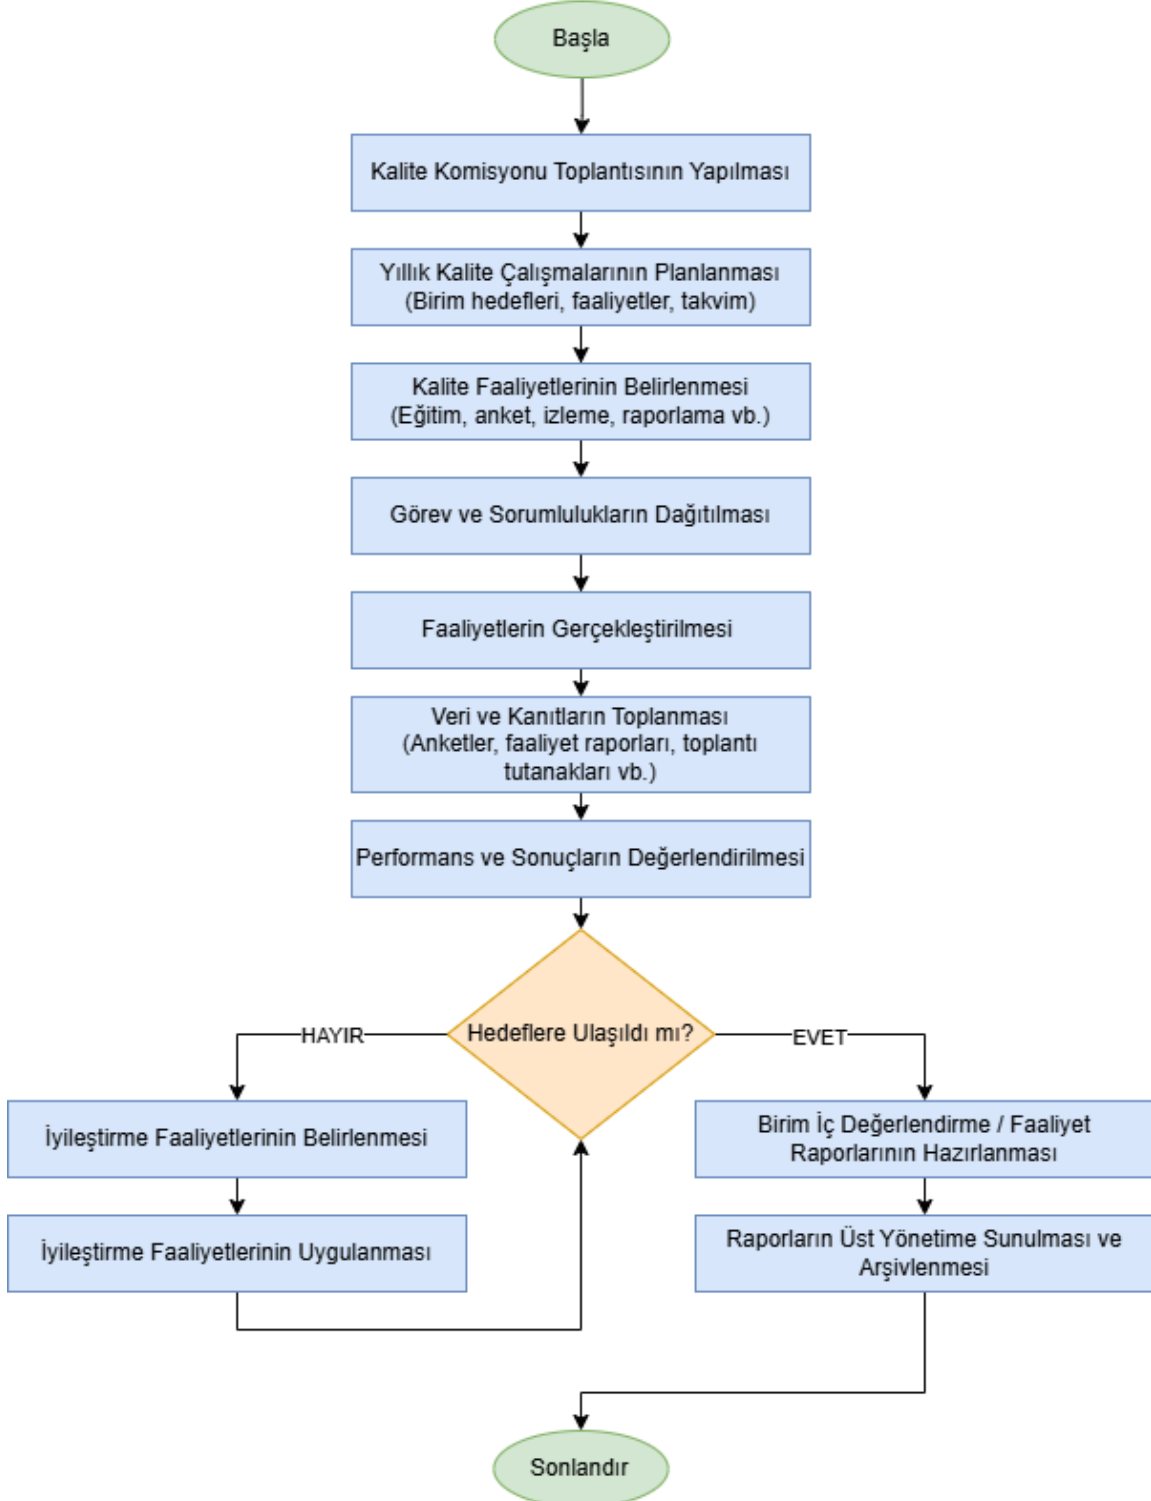 Başla
Kalite Komisyonu Toplantısının Yapılması
Yıllık Kalite Çalışmalarının Planlanması
(Birim hedefleri, faaliyetler, takvim)
Kalite Faaliyetlerinin Belirlenmesi
(Eğitim, anket, izleme, raporlama vb.)
Görev ve Sorumlulukların Dağıtılması
Faaliyetlerin Gerçekleştirilmesi
Veri ve Kanıtların Toplanması
(Anketler, faaliyet raporları, toplantı
tutanakları vb.)
Performans ve Sonuçların Değerlendirilmesi
Hedeflere Ulaşıldı mı?
HAYIR
EVET
İyileştirme Faaliyetlerinin Belirlenmesi
İyileştirme Faaliyetlerinin Uygulanması
Birim İç Değerlendirme / Faaliyet
Raporlarının Hazırlanması
Raporların Üst Yönetime Sunulması ve
Arşivlenmesi
Sonlandır